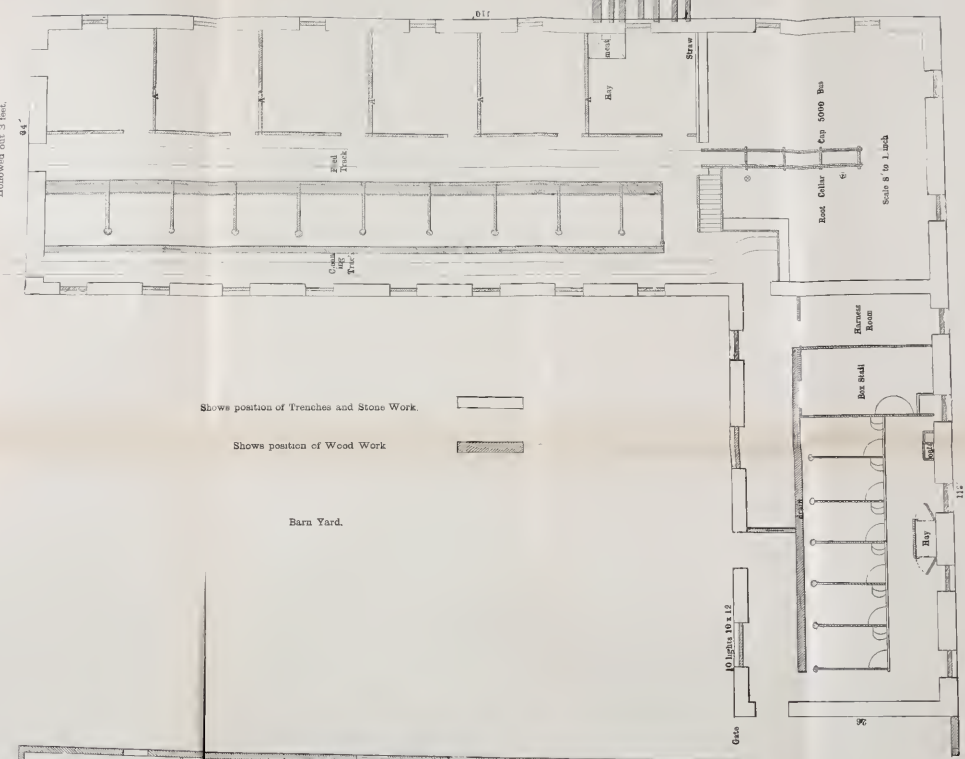 Hollowed out 3 feet.
110'
meat
Hay
Straw
A
A
A
A
A
Feed
Track
Root Cellar Cap 5000 Bus
Scale 8' to 1 inch
Harness
Room
Box Stall
Shows position of Trenches and Stone Work.
Shows position of Wood Work
Barn Yard.
Hay
10 lights 10 x 12
Gate